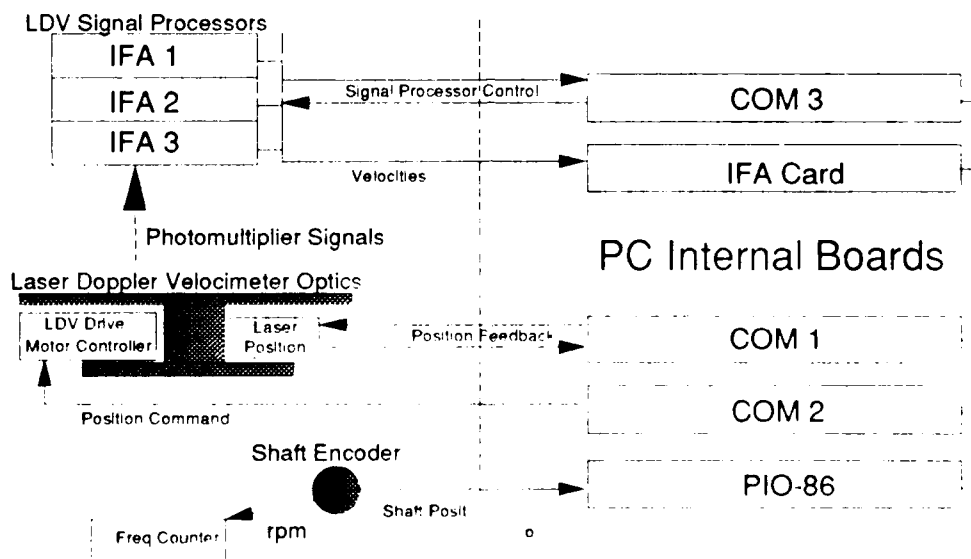 LDV Signal Processors
IFA 1
IFA 2
IFA 3
Signal Processor Control
COM 3
Velocities
IFA Card
Photomultiplier Signals
PC Internal Boards
Laser Doppler Velocimeter Optics
LDV Drive
Motor Controller
Laser
Position
Position Feedback
COM 1
Position Command
COM 2
Shaft Encoder
Shaft Posit
PIO-86
rpm
Freq Counter